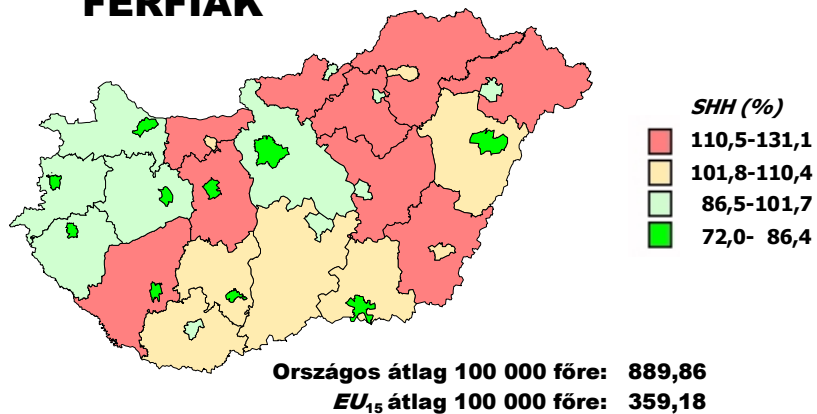 FÉRFIAK
SHH (%)
110,5-131,1
101,8-110,4
86,5-101,7
72,0- 86,4
Országos átlag 100 000 főre: 889,86
EU15 átlag 100 000 főre: 359,18